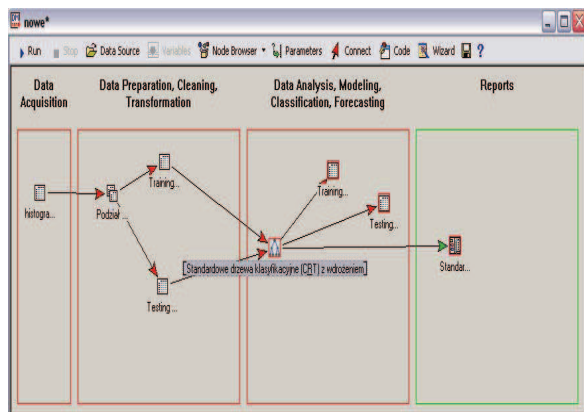 nowe*
Run Stop Data Source Variables Node Browser Parameters Connect Code Wizard ?
Data Acquisition
Data Preparation, Cleaning, Transformation
Data Analysis, Modeling, Classification, Forecasting
Reports
histogra...
Podział ...
Training...
Testing ...
Standardowe drzewa klasyfikacyjne (CRT) z wdrożeniem
Training...
Testing...
Standar...